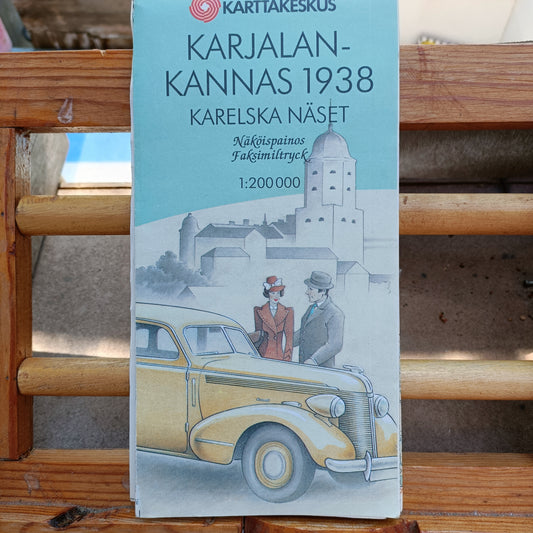 KARTTAKESKUS
KARJALAN-
KANNAS 1938
KARELSKA NÄSET
Näköispainos
Faksimiltryck
1:200 000